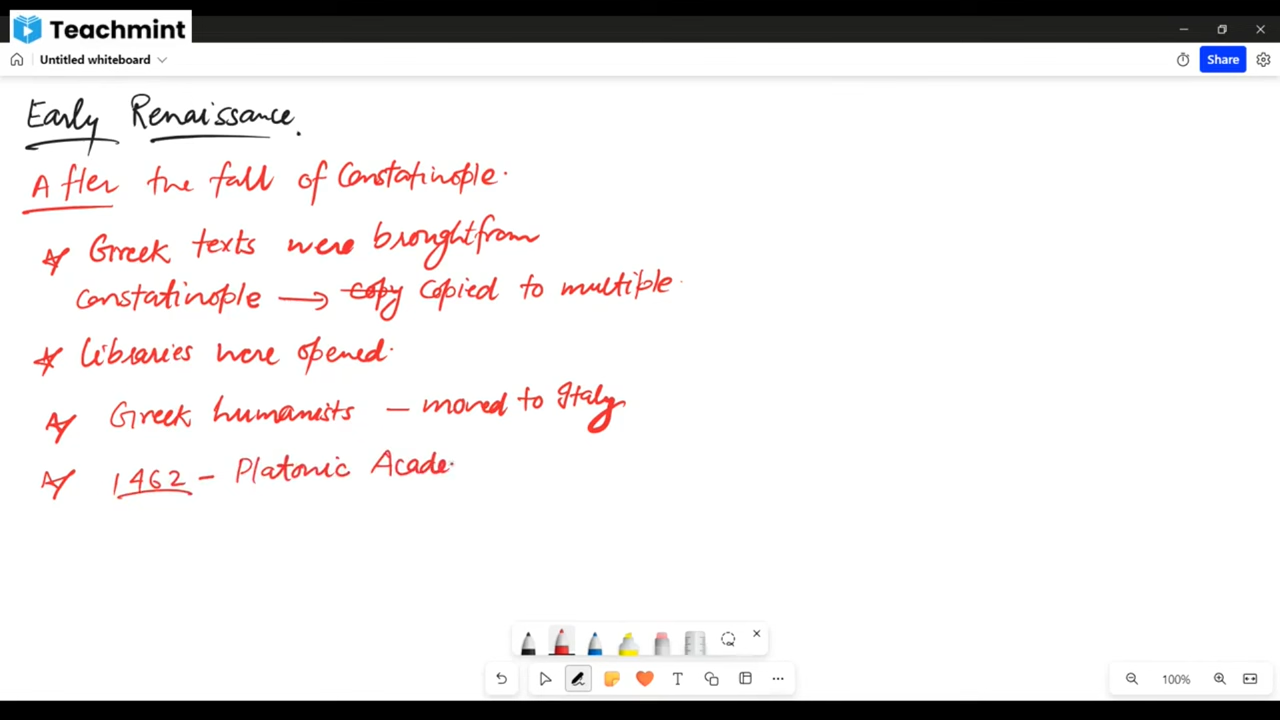 Teachmint
Untitled whiteboard
Share
Early Renaissance.
After the fall of Constatinople.
Greek texts were brought from
Constatinople → copy copied to multiple.
libraries were opened.
Greek humanists – moved to Italy
1462 – Platonic Acade
T
100%